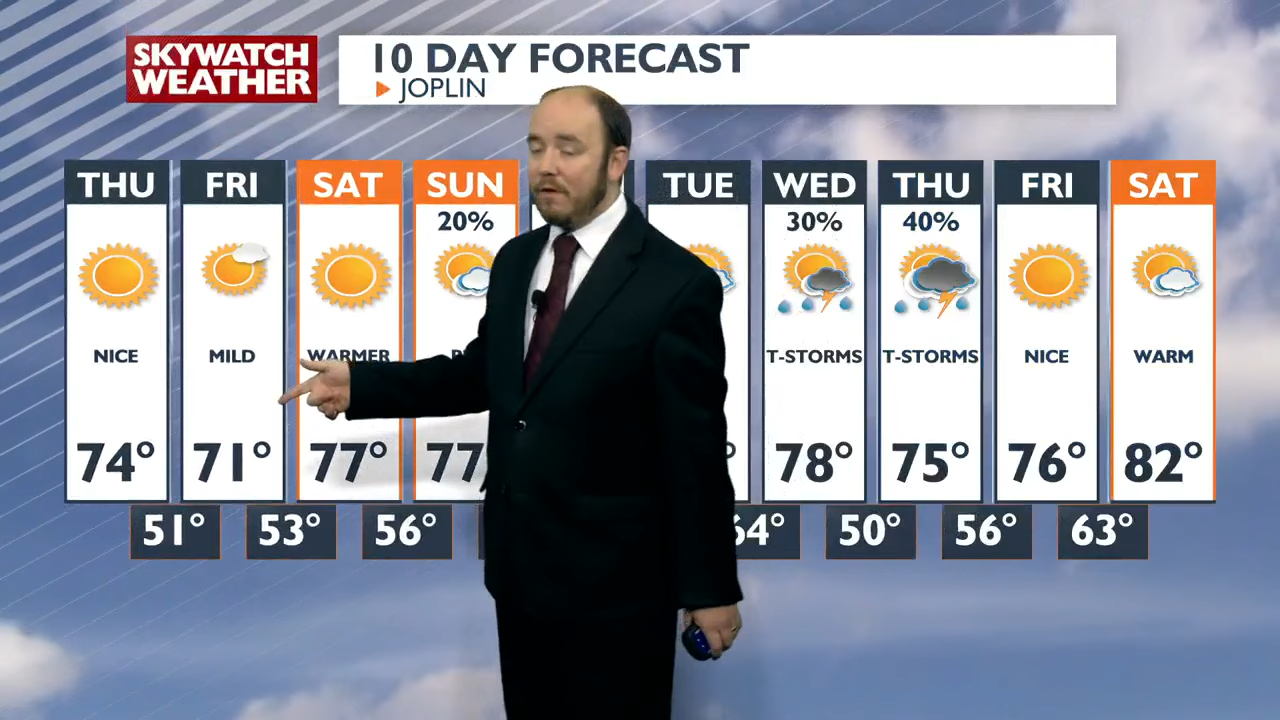 SKYWATCH
WEATHER
10 DAY FORECAST
JOPLIN
THU FRI SAT SUN TUE WED THU FRI SAT
20% 30% 40%
NICE MILD WARMER T-STORMS T-STORMS NICE WARM
74° 71° 77° 77 78° 75° 76° 82°
51° 53° 56° 64° 50° 56° 63°